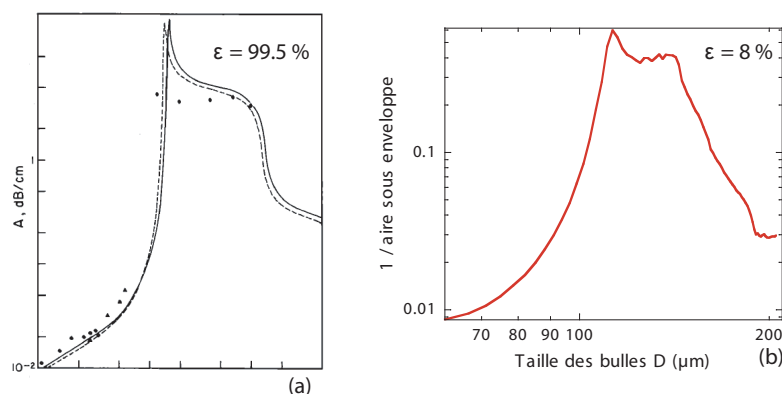 ε = 99.5 %
A, dB/cm
1
10-2
(a)
ε = 8 %
1 / aire sous enveloppe
0.1
0.01
70 80 90 100 200
Taille des bulles D (µm)
(b)